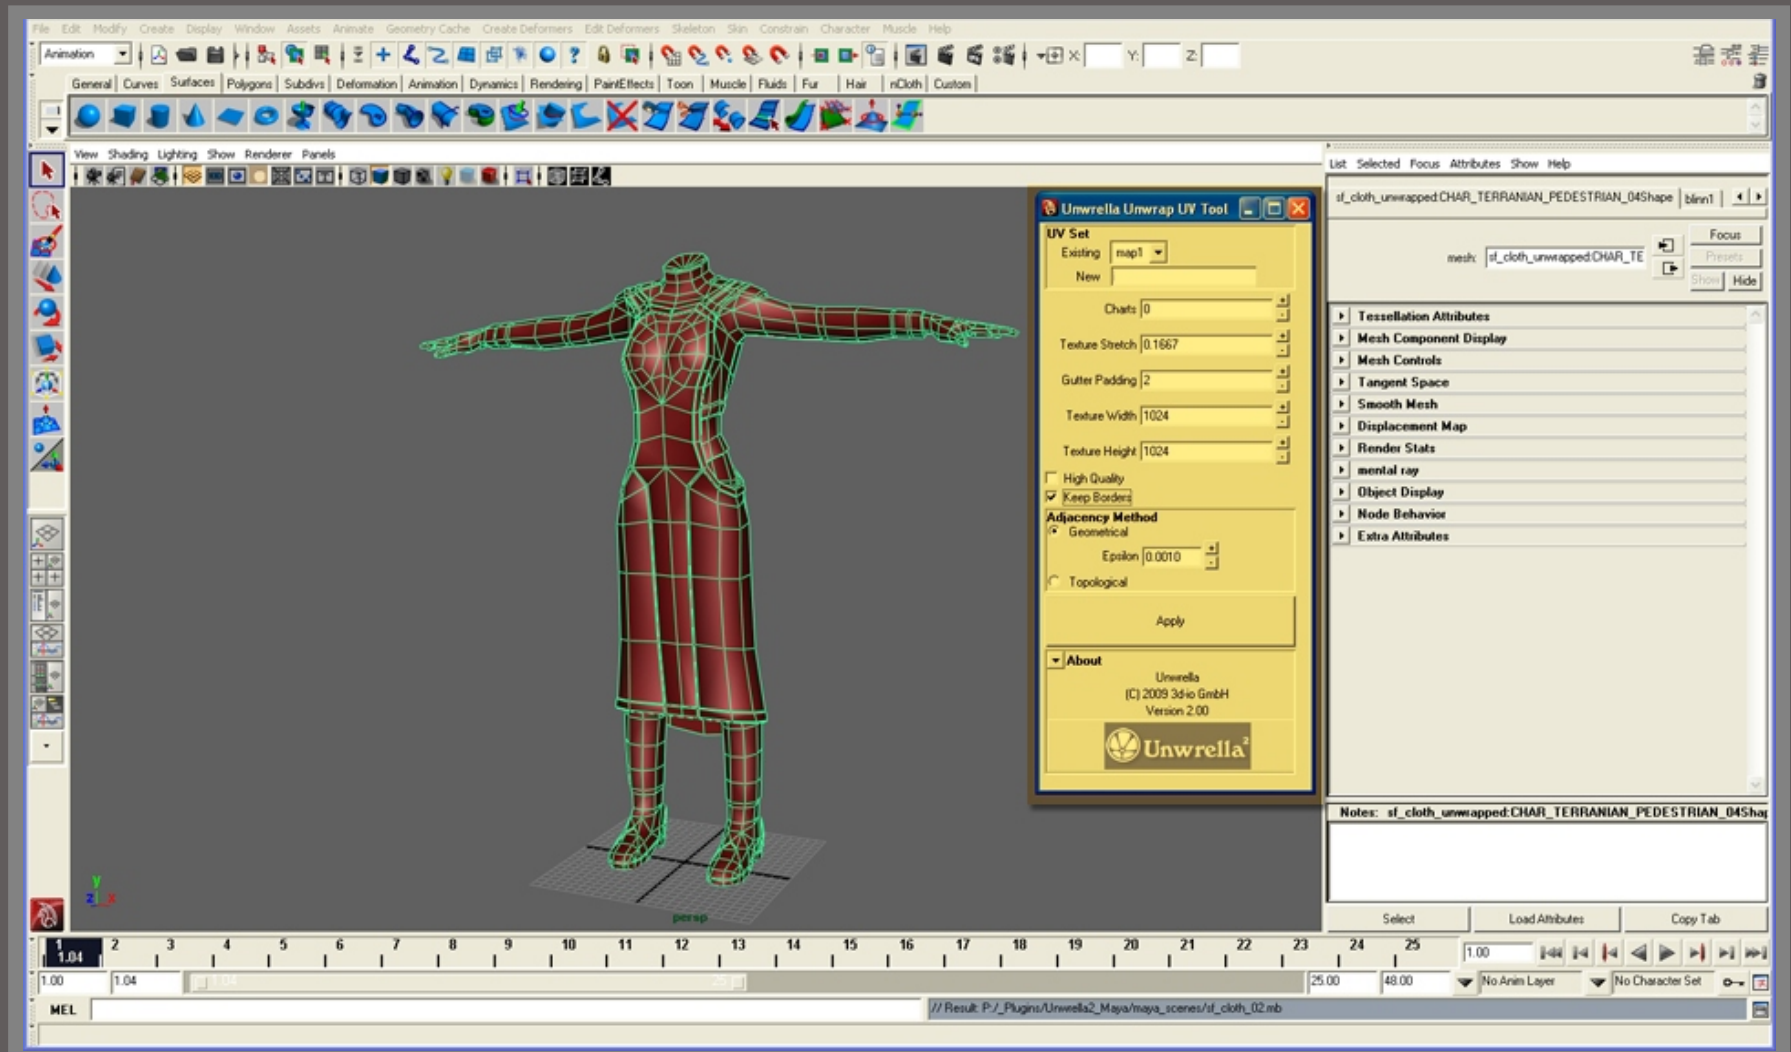 File Edit Modify Create Display Window Assets Animate Geometry Cache Create Deformers Edit Deformers Skeleton Skin Constrain Character Muscle Help
Animation X: Y: Z:
General Curves Surfaces Polygons Subdivs Deformation Animation Dynamics Rendering PaintEffects Toon Muscle Fluids Fur Hair nCloth Custom
View Shading Lighting Show Renderer Panels
List Selected Focus Attributes Show Help
sf_cloth_unwrapped:CHAR_TERRANIAN_PEDESTRIAN_04Shape blinn1
Focus
mesh: sf_cloth_unwrapped:CHAR_TE
Presets
Show Hide
Tessellation Attributes
Mesh Component Display
Mesh Controls
Tangent Space
Smooth Mesh
Displacement Map
Render Stats
mental ray
Object Display
Node Behavior
Extra Attributes
Unwrella Unwrap UV Tool
UV Set
Existing map1
New
Charts 0
Texture Stretch 0.1667
Gutter Padding 2
Texture Width 1024
Texture Height 1024
High Quality
Keep Borders
Adjacency Method
Geometrical
Epsilon 0.0010
Topological
Apply
About
Unwrella
(C) 2009 3d-io GmbH
Version 2.00
Unwrella²
Notes: sf_cloth_unwrapped:CHAR_TERRANIAN_PEDESTRIAN_04Shap
Select Load Attributes Copy Tab
y
z x
persp
1 2 3 4 5 6 7 8 9 10 11 12 13 14 15 16 17 18 19 20 21 22 23 24 25
1.04
1.00
1.00 1.04 1.04 25 25.00 48.00 No Anim Layer No Character Set
MEL // Result: P:/_Plugins/Unwrella2_Maya/maya_scenes/sf_cloth_02.mb